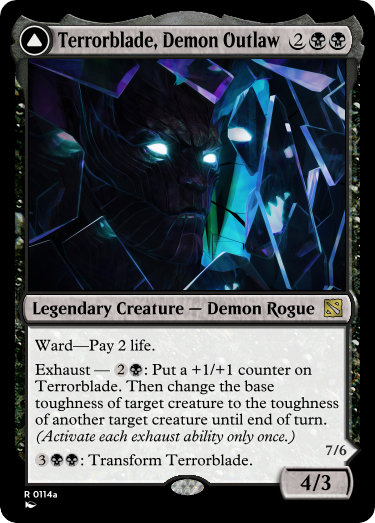 Terrorblade, Demon Outlaw 2
Legendary Creature — Demon Rogue
Ward—Pay 2 life.
Exhaust — 2: Put a +1/+1 counter on
Terrorblade. Then change the base
toughness of target creature to the toughness
of another target creature until end of turn.
(Activate each exhaust ability only once.)
7/6
3: Transform Terrorblade.
4/3
R 0114a